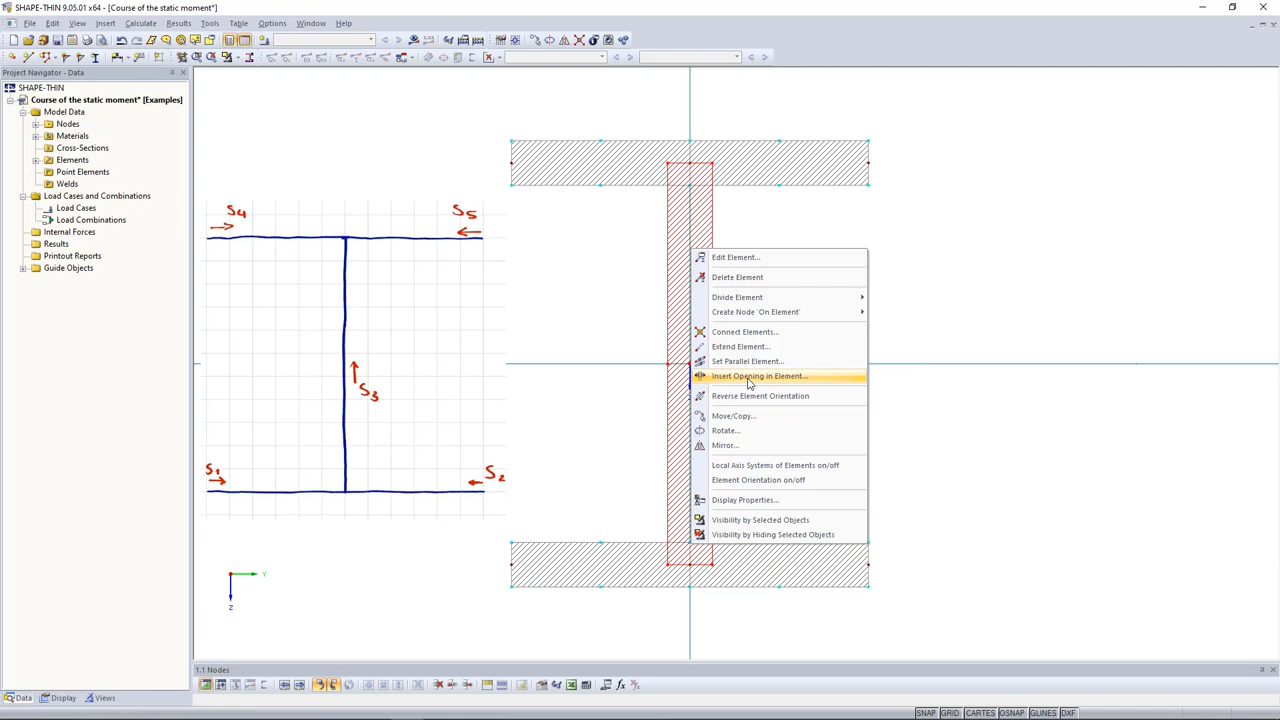 SHAPE-THIN 9.05.01 x64 - [Course of the static moment*]
File Edit View Insert Calculate Results Tools Table Options Window Help
Project Navigator - Data
SHAPE-THIN
Course of the static moment* [Examples]
Model Data
Nodes
Materials
Cross-Sections
Elements
Point Elements
Welds
Load Cases and Combinations
Load Cases
Load Combinations
Internal Forces
Results
Printout Reports
Guide Objects
S4
S5
S3
S1
S2
Y
Z
Edit Element...
Delete Element
Divide Element
Create Node 'On Element'
Connect Elements...
Extend Element...
Set Parallel Element...
Insert Opening in Element...
Reverse Element Orientation
Move/Copy...
Rotate...
Mirror...
Local Axis Systems of Elements on/off
Element Orientation on/off
Display Properties...
Visibility by Selected Objects
Visibility by Hiding Selected Objects
1.1 Nodes
Data Display Views
SNAP GRID CARTES OSNAP GLINES DXF